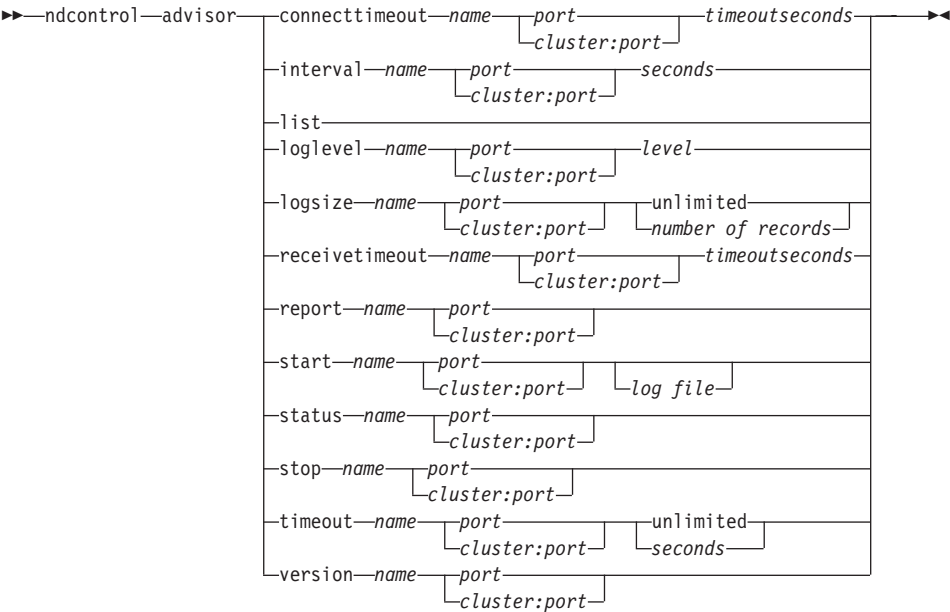 ndcontrol advisor connecttimeout name port timeoutseconds
cluster:port
interval name port seconds
cluster:port
list
loglevel name port level
cluster:port
logsize name port unlimited
cluster:port number of records
receivetimeout name port timeoutseconds
cluster:port
report name port
cluster:port
start name port
cluster:port log file
status name port
cluster:port
stop name port
cluster:port
timeout name port unlimited
cluster:port seconds
version name port
cluster:port